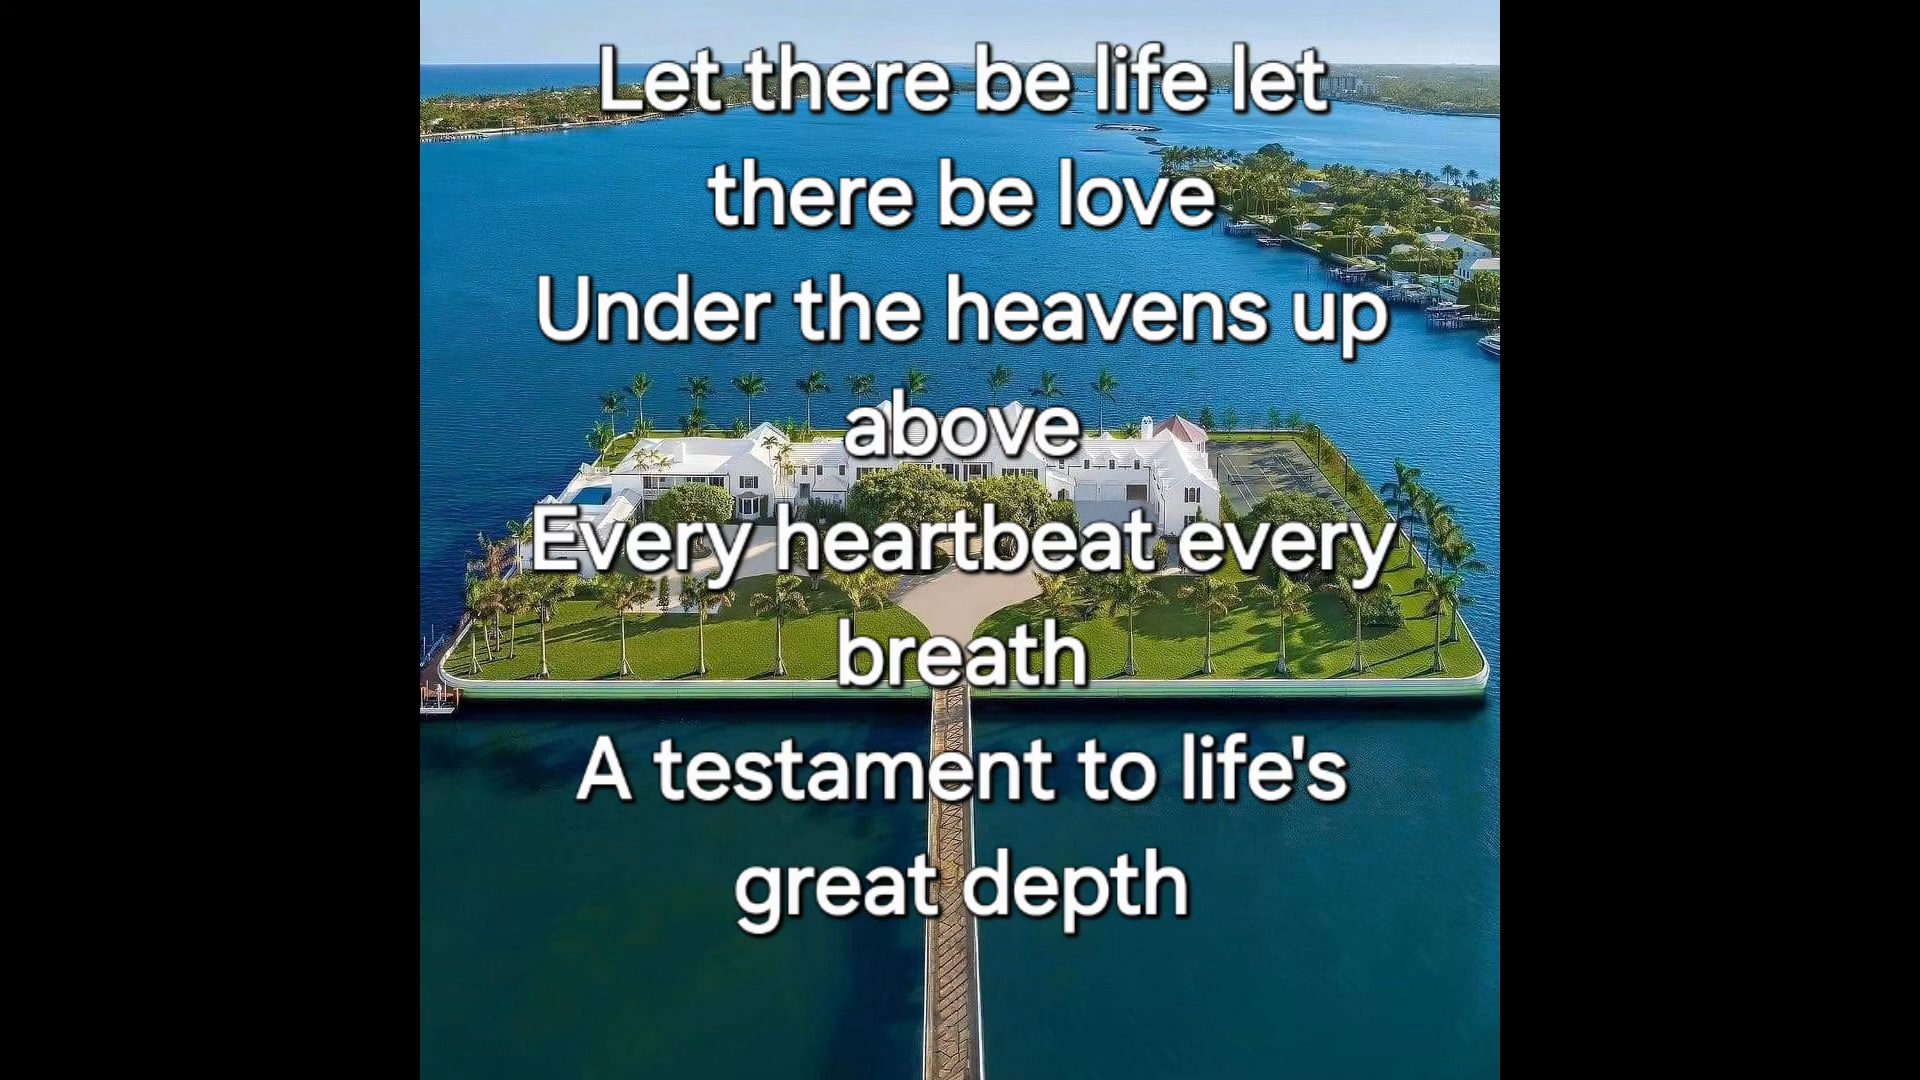 Let there be life let
there be love
Under the heavens up
above
Every heartbeat every
breath
A testament to life's
great depth